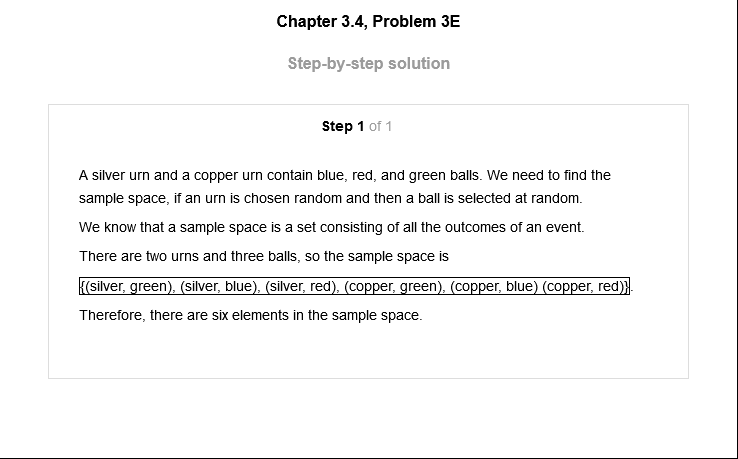 Chapter 3.4, Problem 3E
Step-by-step solution
Step 1 of 1
A silver urn and a copper urn contain blue, red, and green balls. We need to find the
sample space, if an urn is chosen random and then a ball is selected at random.
We know that a sample space is a set consisting of all the outcomes of an event.
There are two urns and three balls, so the sample space is
{(silver, green), (silver, blue), (silver, red), (copper, green), (copper, blue) (copper, red)}.
Therefore, there are six elements in the sample space.